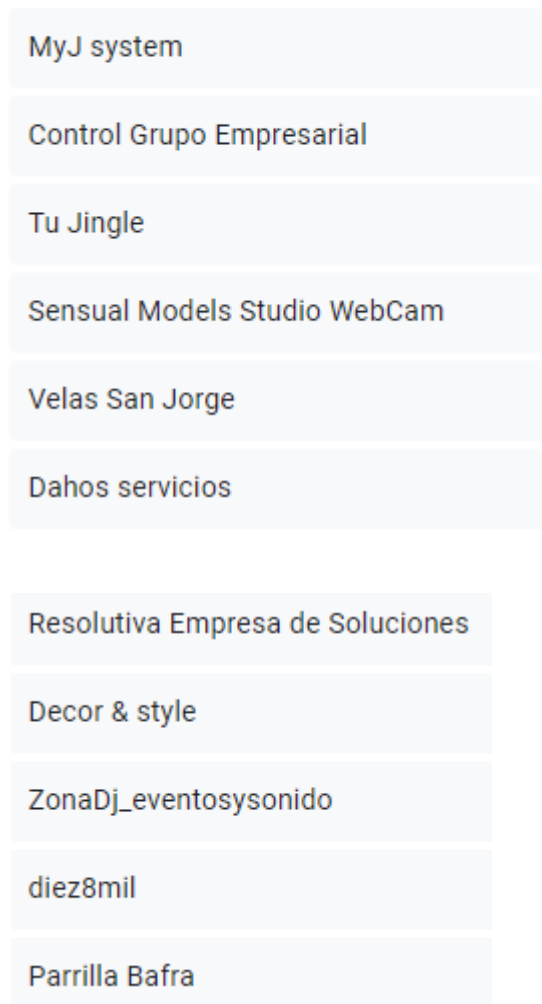 MyJ system
Control Grupo Empresarial
Tu Jingle
Sensual Models Studio WebCam
Velas San Jorge
Dahos servicios
Resolutiva Empresa de Soluciones
Decor & style
ZonaDj_eventosysonido
diez8mil
Parrilla Bafra